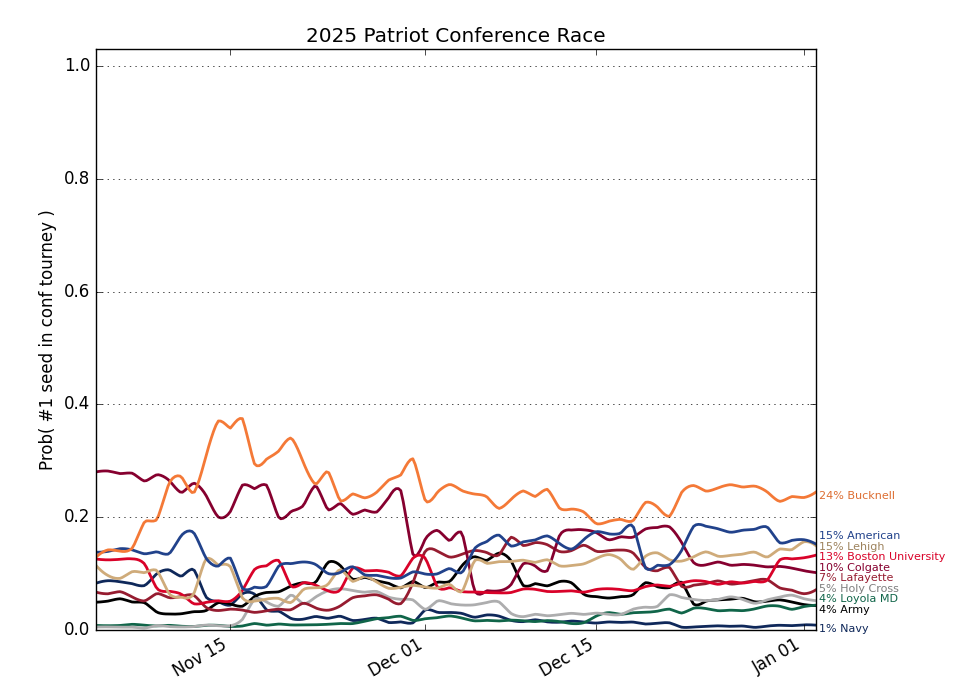 2025 Patriot Conference Race
Prob( #1 seed in conf tourney )
1.0
0.8
0.6
0.4
0.2
0.0
Nov 15
Dec 01
Dec 15
Jan 01
24% Bucknell
15% American
15% Lehigh
13% Boston University
10% Colgate
7% Lafayette
5% Holy Cross
4% Loyola MD
4% Army
1% Navy